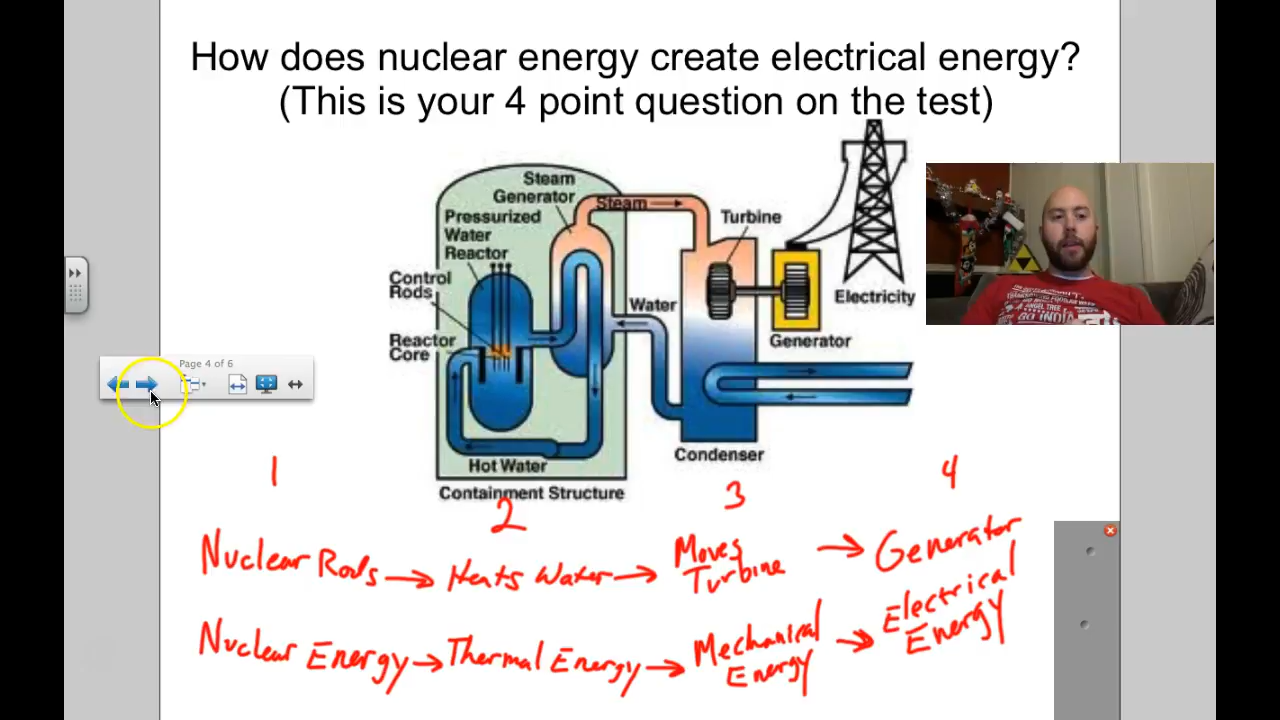 How does nuclear energy create electrical energy?
(This is your 4 point question on the test)
Steam
Generator
Steam
Pressurized
Water
Reactor
Turbine
Control
Rods
Water
Electricity
Reactor
Core
Generator
Page 4 of 6
Hot Water
Condenser
Containment Structure
1
2
3
4
Nuclear Rods → Heats Water → Moves Turbine → Generator
Nuclear Energy → Thermal Energy → Mechanical Energy → Electrical Energy
GO INDIA